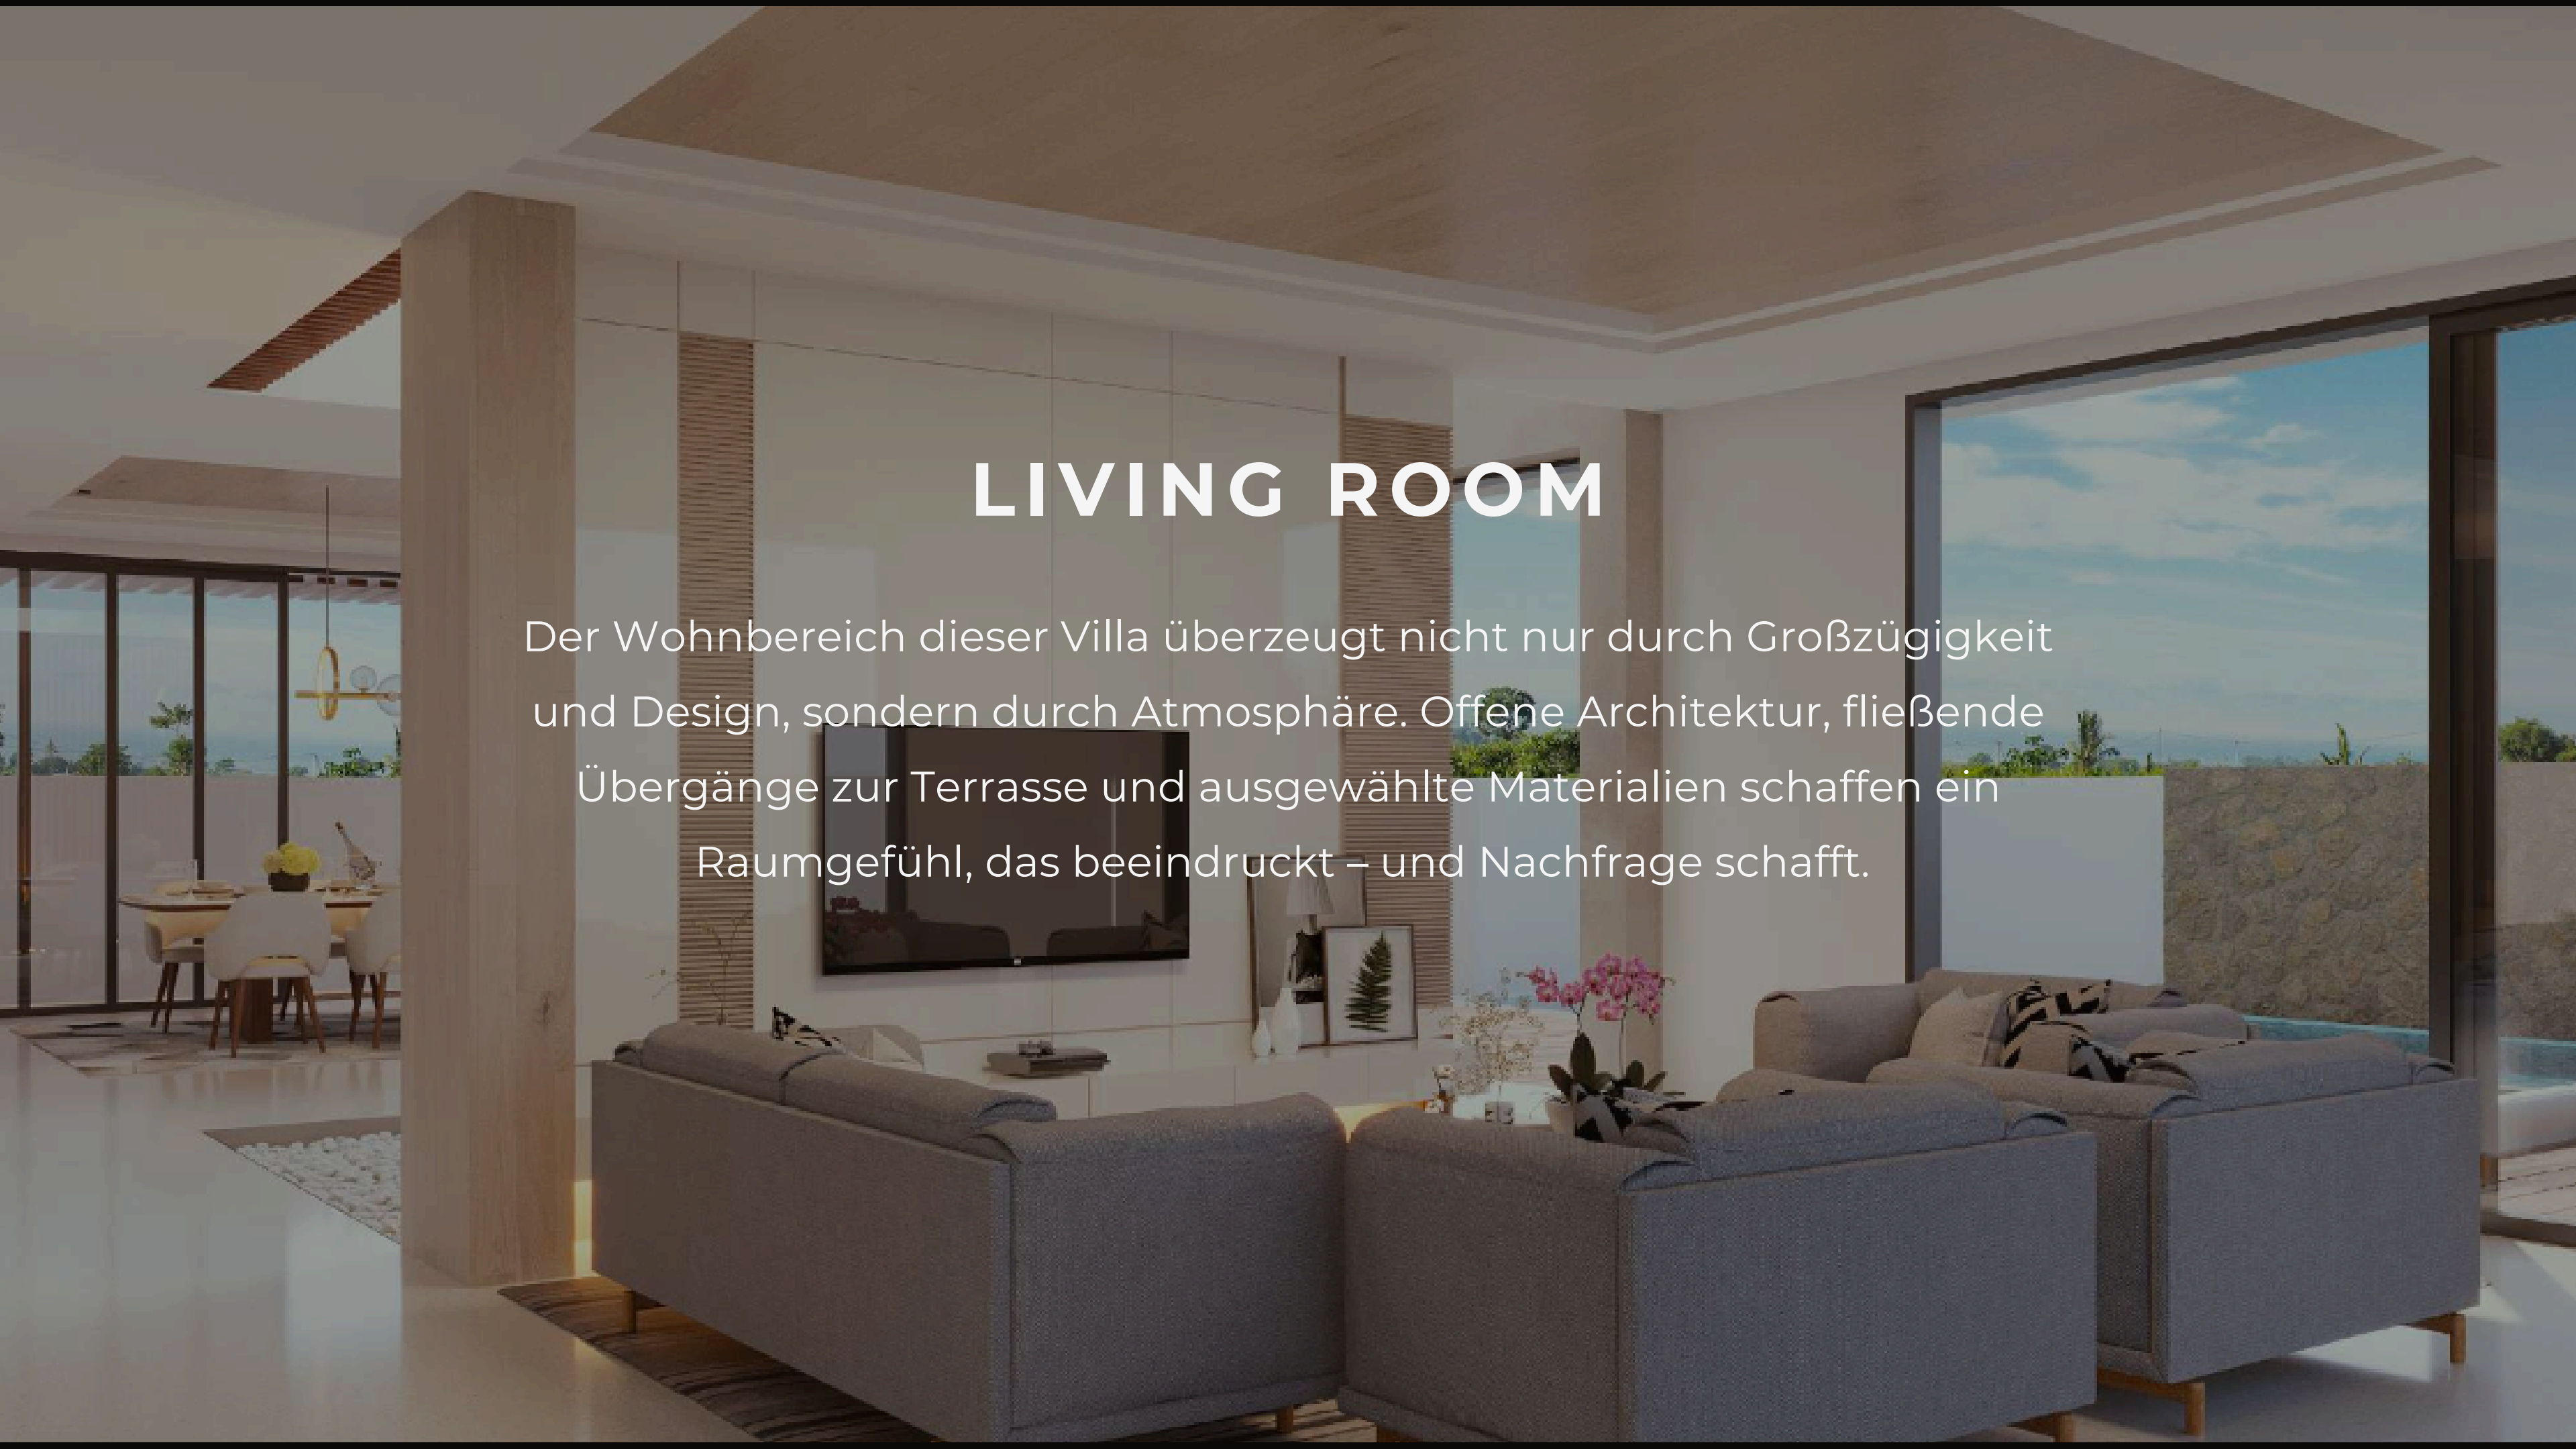 LIVING ROOM
Der Wohnbereich dieser Villa überzeugt nicht nur durch Großzügigkeit
und Design, sondern durch Atmosphäre. Offene Architektur, fließende
Übergänge zur Terrasse und ausgewählte Materialien schaffen ein
Raumgefühl, das beeindruckt – und Nachfrage schafft.